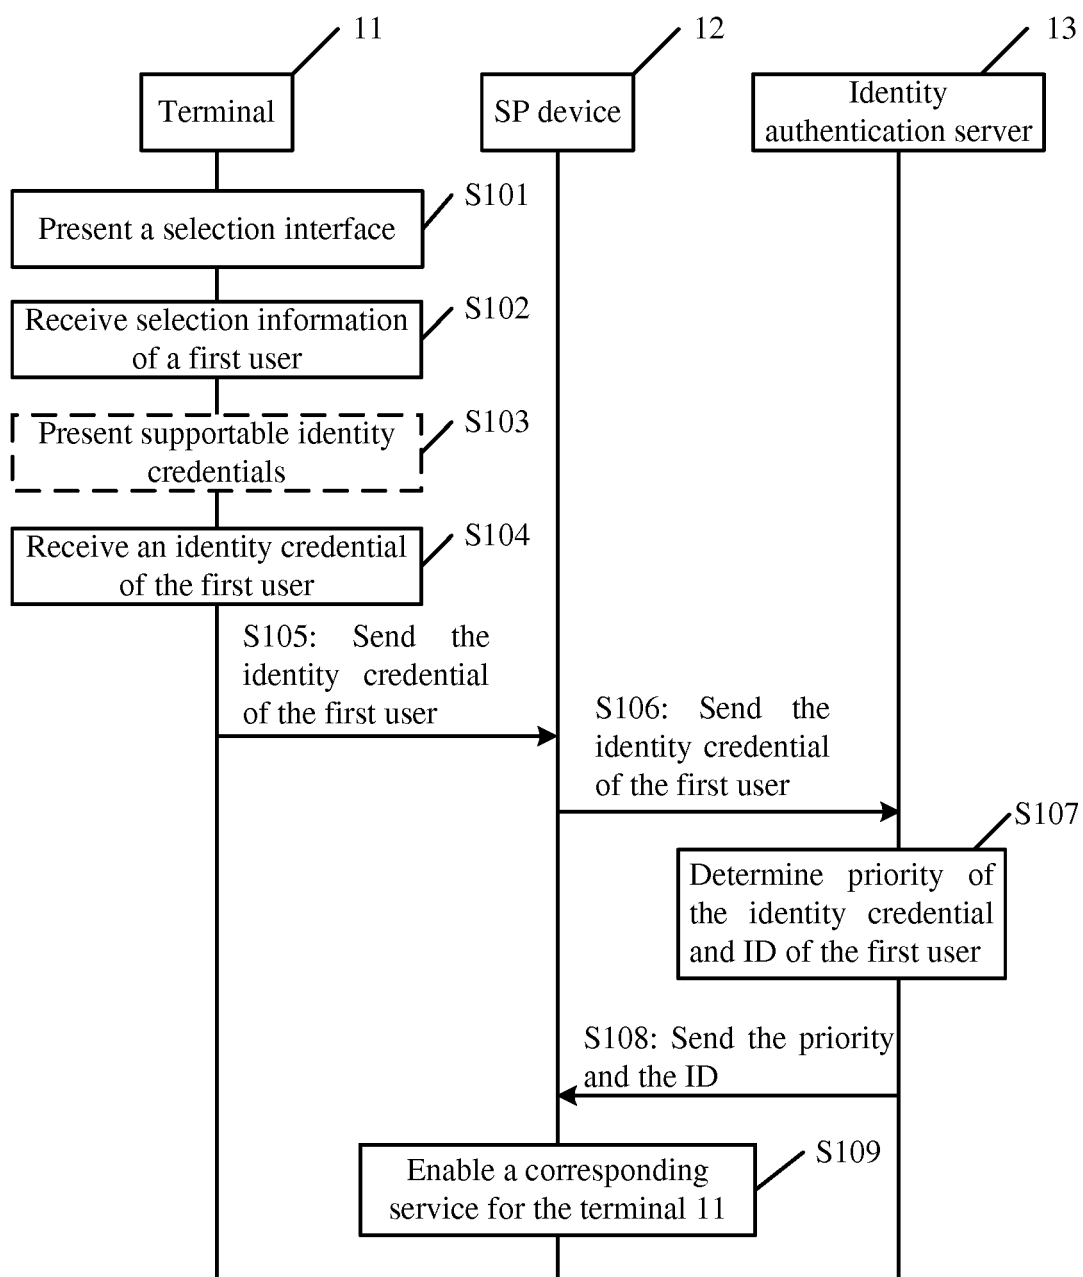 11
12
13
Terminal
SP device
Identity
authentication server
S101
Present a selection interface
S102
Receive selection information
of a first user
S103
Present supportable identity
credentials
S104
Receive an identity credential
of the first user
S105: Send the
identity credential
of the first user
S106: Send the
identity credential
of the first user
S107
Determine priority of
the identity credential
and ID of the first user
S108: Send the priority
and the ID
S109
Enable a corresponding
service for the terminal 11